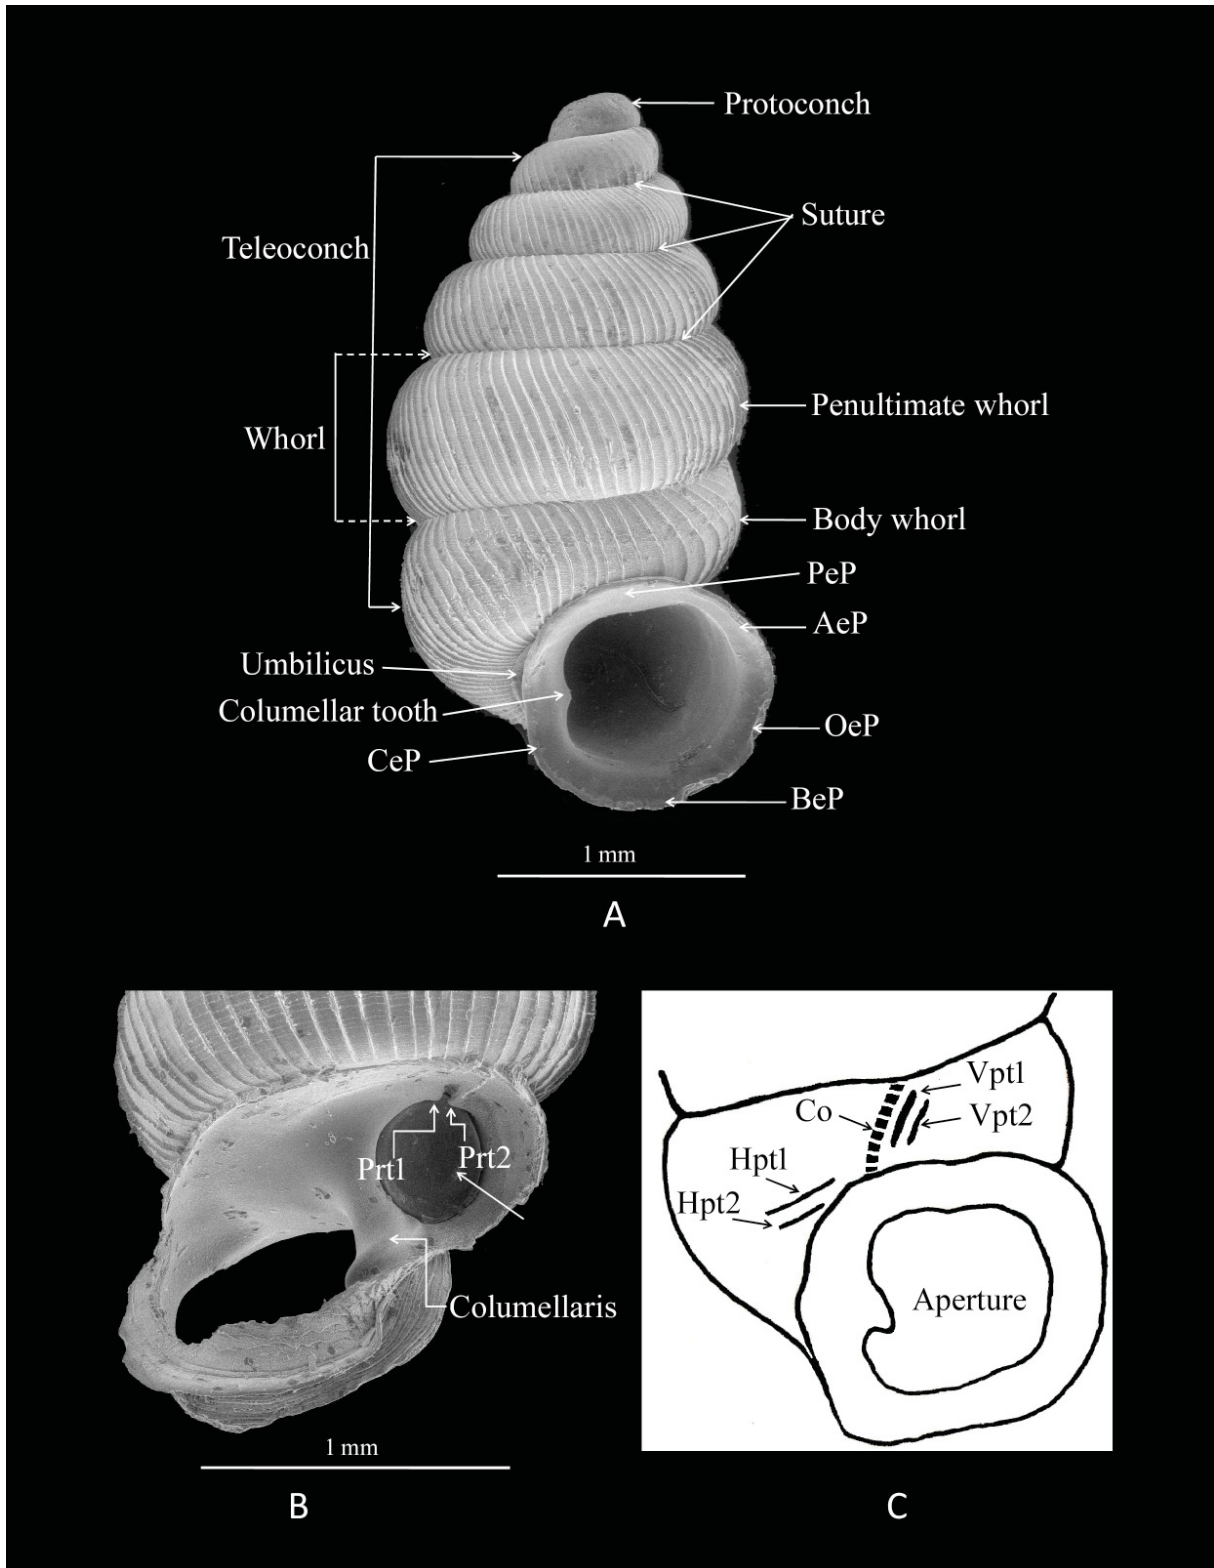 Protoconch
Suture
Teleoconch
Penultimate whorl
Whorl
Body whorl
PeP
AeP
Umbilicus
Columellar tooth
OeP
CeP
BeP
1 mm
A
Prt1
Prt2
Columellaris
1 mm
B
Vpt1
Co
Vpt2
Hpt1
Hpt2
Aperture
C